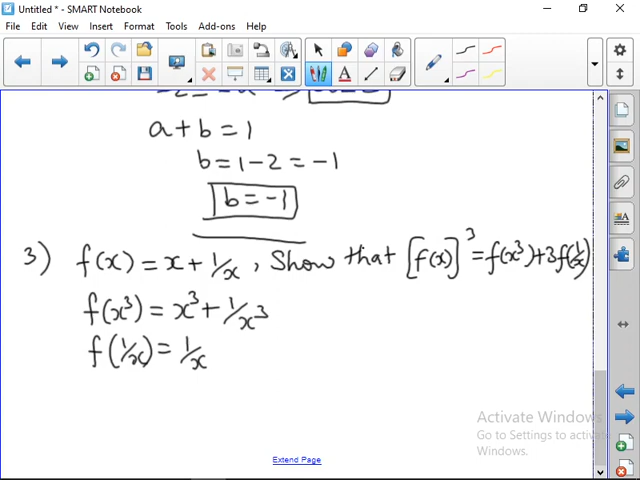 Untitled * - SMART Notebook
File Edit View Insert Format Tools Add-ons Help
a + b = 1
b = 1 - 2 = -1
b = -1
3) f(x) = x + 1/x, Show that [f(x)]³ = f(x³) + 3f(1/x)
f(x³) = x³ + 1/x³
f(1/x) = 1/x
Activate Windows
Go to Settings to activate
Windows.
Extend Page